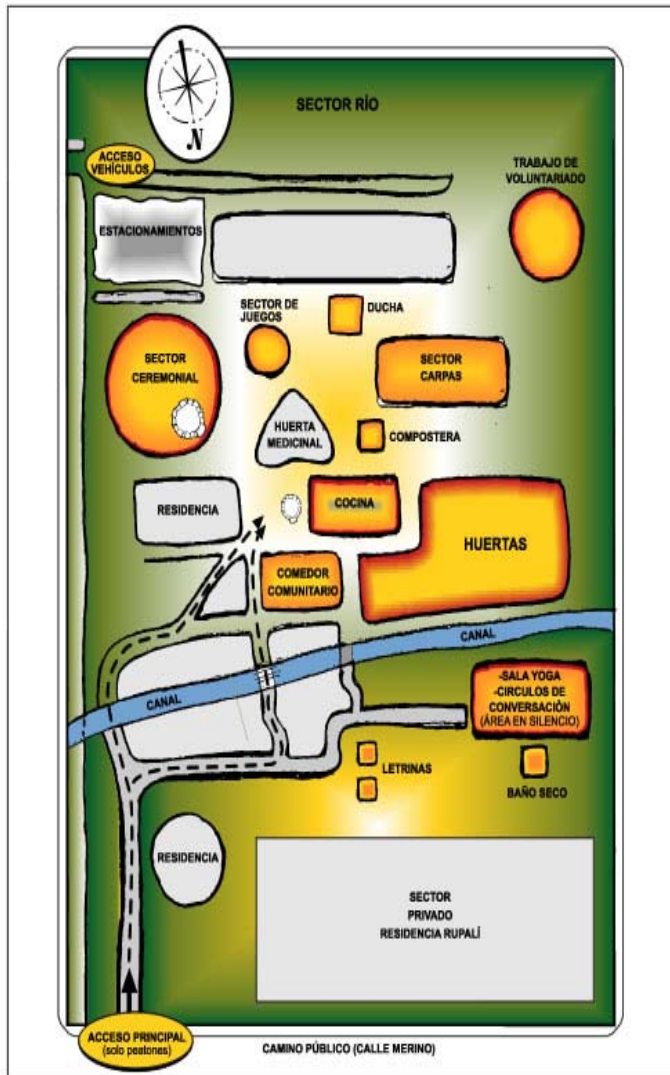 N
SECTOR RÍO
ACCESO
VEHÍCULOS
TRABAJO DE
VOLUNTARIADO
ESTACIONAMIENTOS
SECTOR DE
JUEGOS
DUCHA
SECTOR
CEREMONIAL
SECTOR
CARPAS
HUERTA
MEDICINAL
COMPOSTERA
RESIDENCIA
COCINA
HUERTAS
COMEDOR
COMUNITARIO
CANAL
CANAL
-SALA YOGA
-CIRCULOS DE
CONVERSACIÓN
(ÁREA EN SILENCIO)
LETRINAS
BAÑO SECO
RESIDENCIA
SECTOR
PRIVADO
RESIDENCIA RUPALÍ
ACCESO PRINCIPAL
(solo peatones)
CAMINO PÚBLICO (CALLE MERINO)